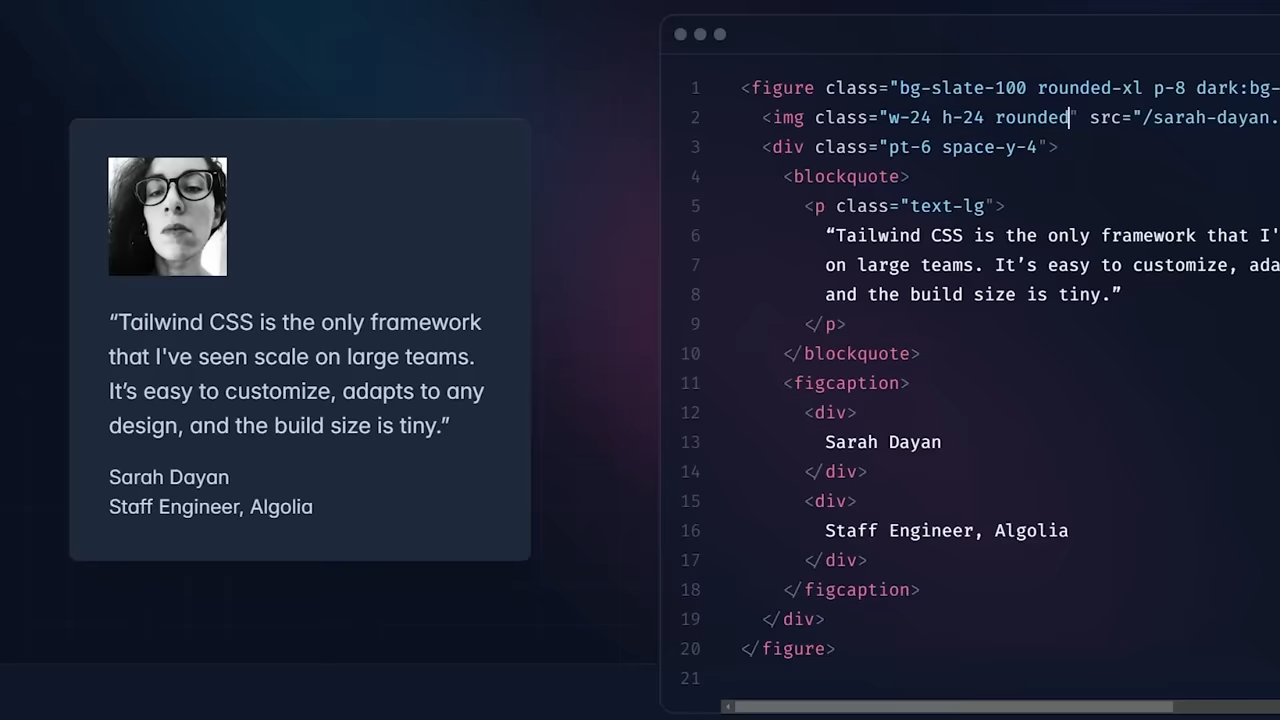 “Tailwind CSS is the only framework
that I've seen scale on large teams.
It’s easy to customize, adapts to any
design, and the build size is tiny.”
Sarah Dayan
Staff Engineer, Algolia
1 <figure class="bg-slate-100 rounded-xl p-8 dark:bg-
2 <img class="w-24 h-24 rounded" src="/sarah-dayan.
3 <div class="pt-6 space-y-4">
4 <blockquote>
5 <p class="text-lg">
6 “Tailwind CSS is the only framework that I'
7 on large teams. It’s easy to customize, ada
8 and the build size is tiny.”
9 </p>
10 </blockquote>
11 <figcaption>
12 <div>
13 Sarah Dayan
14 </div>
15 <div>
16 Staff Engineer, Algolia
17 </div>
18 </figcaption>
19 </div>
20 </figure>
21